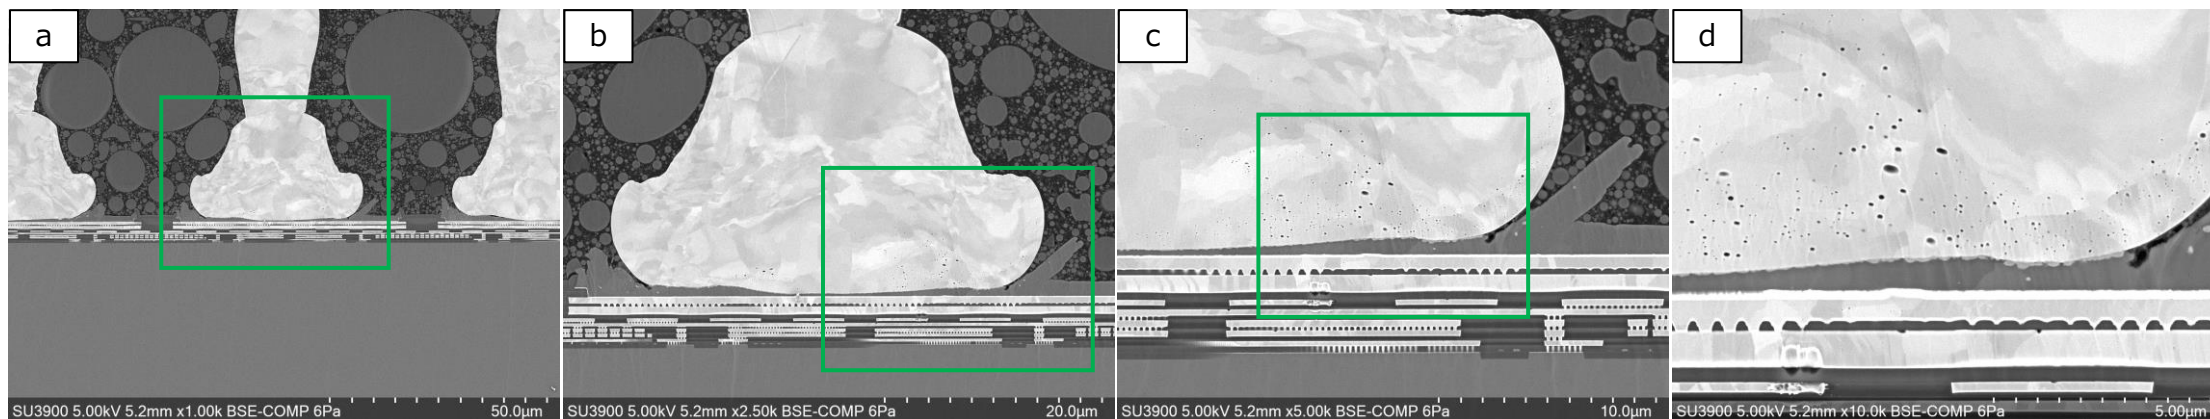 a
b
c
d
SU3900 5.00kV 5.2mm x1.00k BSE-COMP 6Pa 50.0μm
SU3900 5.00kV 5.2mm x2.50k BSE-COMP 6Pa 20.0μm
SU3900 5.00kV 5.2mm x5.00k BSE-COMP 6Pa 10.0μm
SU3900 5.00kV 5.2mm x10.0k BSE-COMP 6Pa 5.00μm